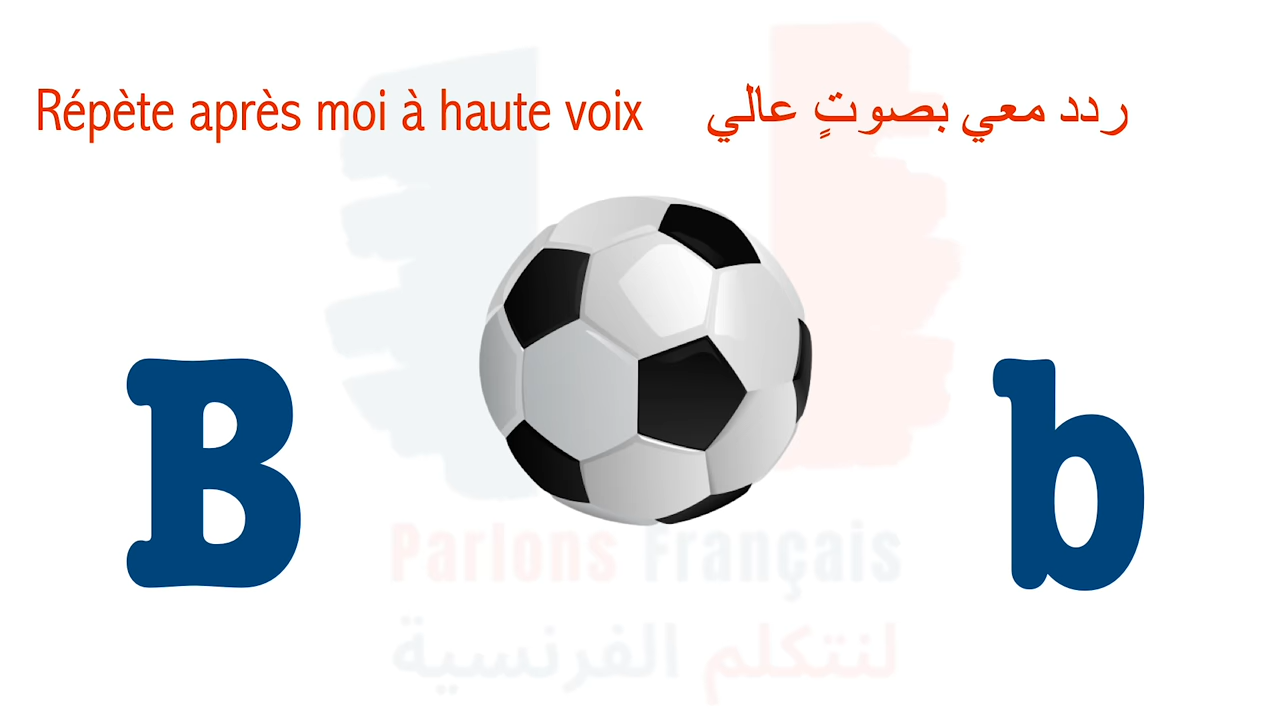 Répète après moi à haute voix ردد معي بصوتٍ عالي
B b
Parlons Français
لنتكلم الفرنسية